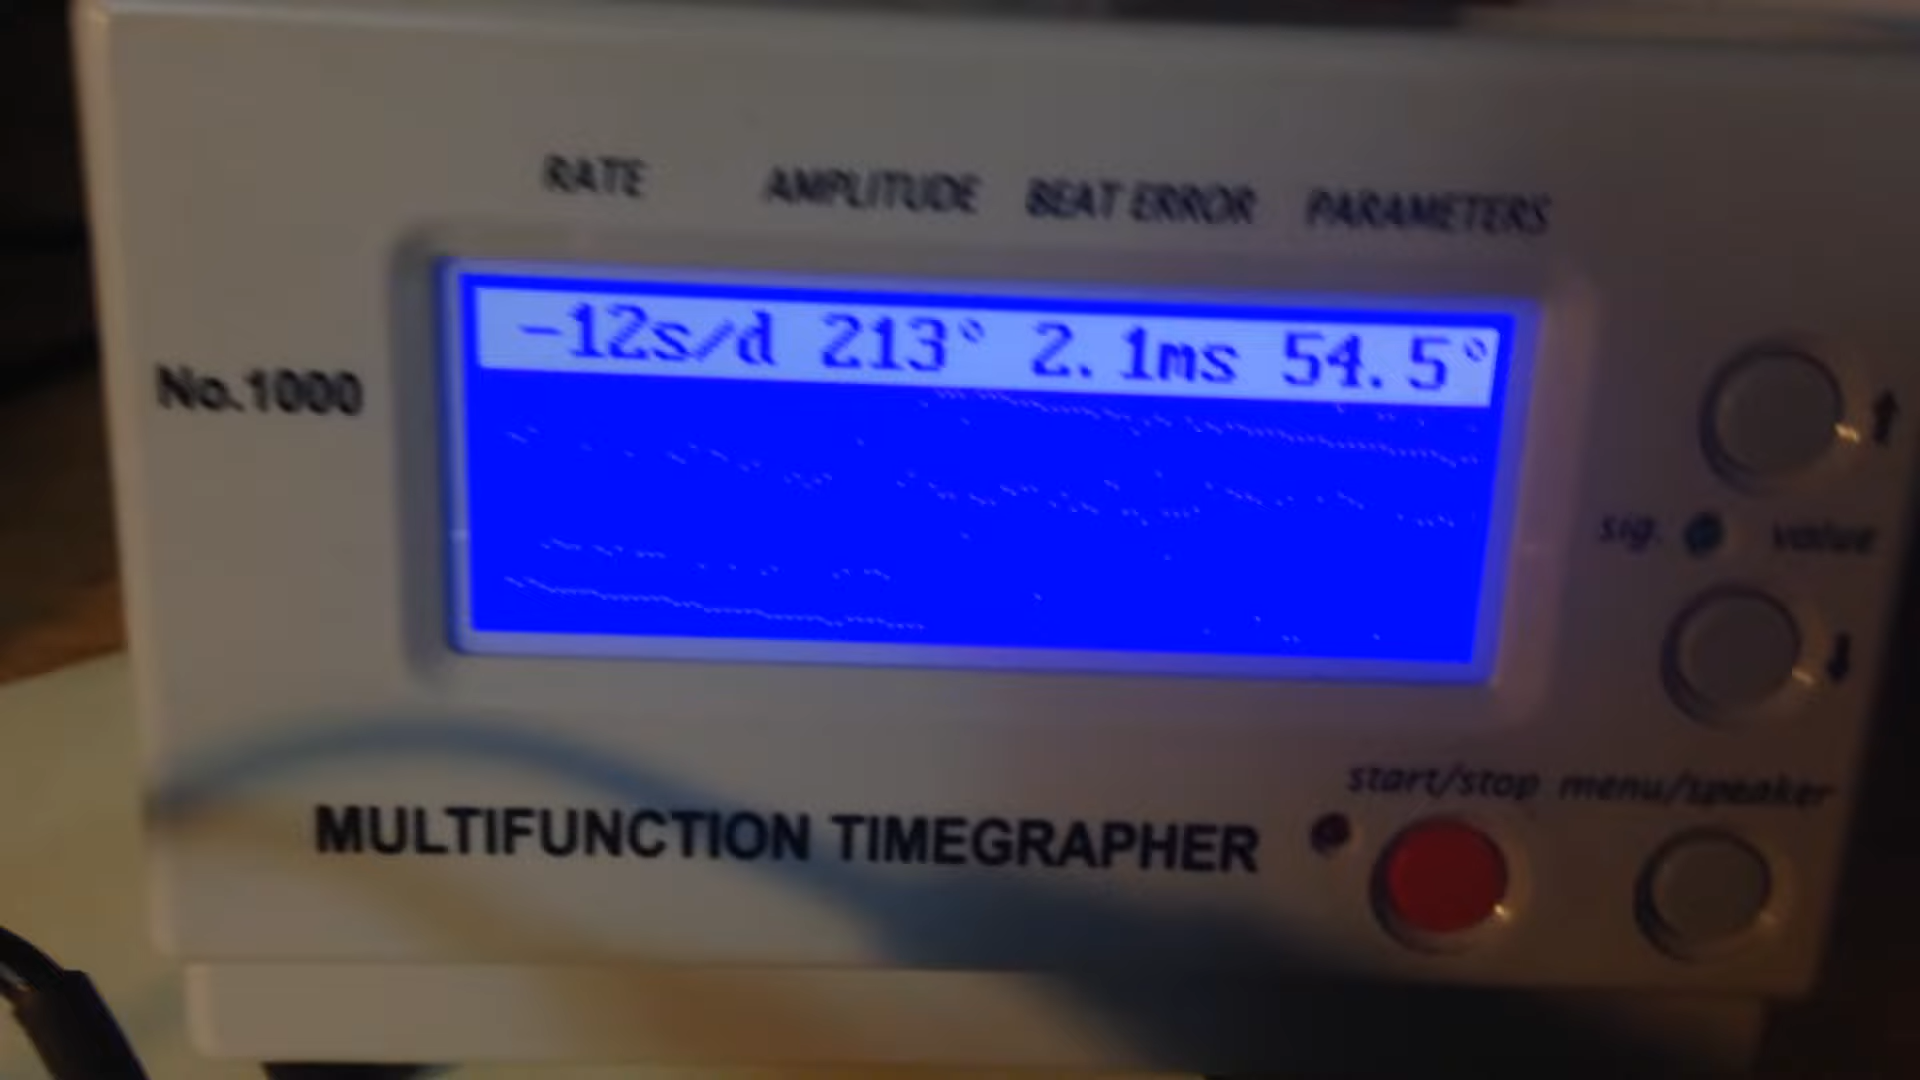 RATE AMPLITUDE BEAT ERROR PARAMETERS
-12s/d 213° 2.1ms 54.5°
No.1000
sig. value
start/stop menu/speaker
MULTIFUNCTION TIMEGRAPHER